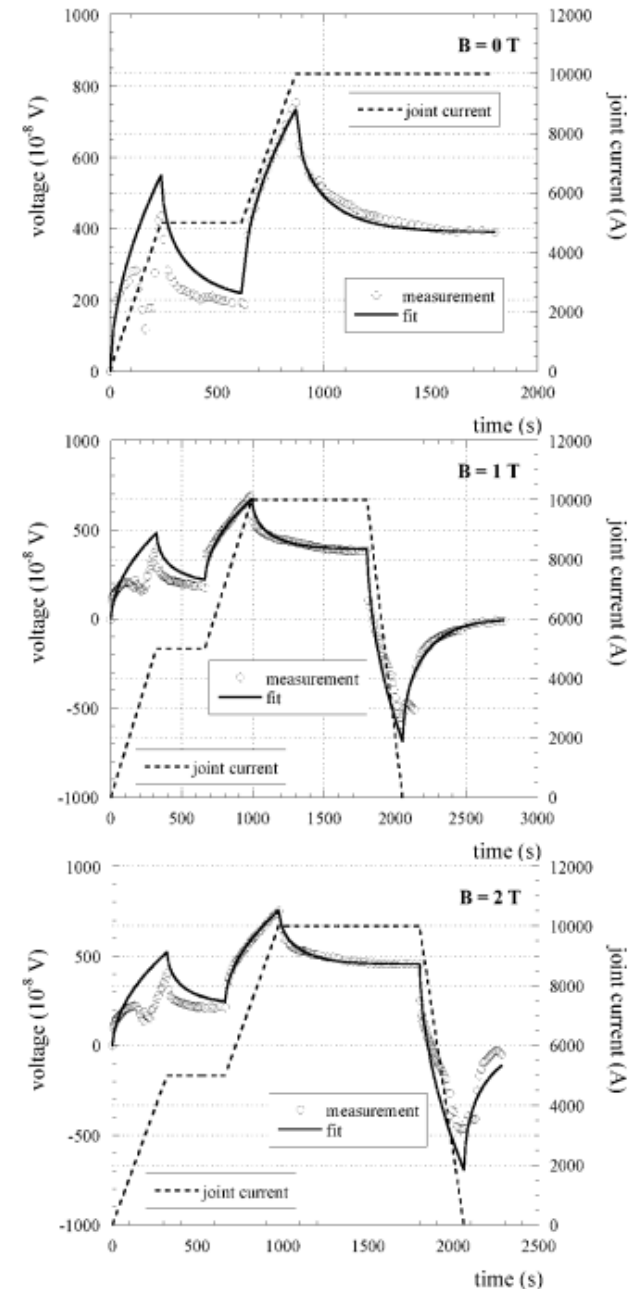 B = 0 T
voltage (10⁻⁸ V)
joint current (A)
1000
800
600
400
200
0
12000
10000
8000
6000
4000
2000
0
joint current
measurement
fit
0
500
1000
1500
2000
time (s)
B = 1 T
voltage (10⁻⁸ V)
joint current (A)
1000
500
0
-500
-1000
12000
10000
8000
6000
4000
2000
0
measurement
fit
joint current
0
500
1000
1500
2000
2500
3000
time (s)
B = 2 T
voltage (10⁻⁸ V)
joint current (A)
1000
500
0
-500
-1000
12000
10000
8000
6000
4000
2000
0
measurement
fit
joint current
0
500
1000
1500
2000
2500
time (s)